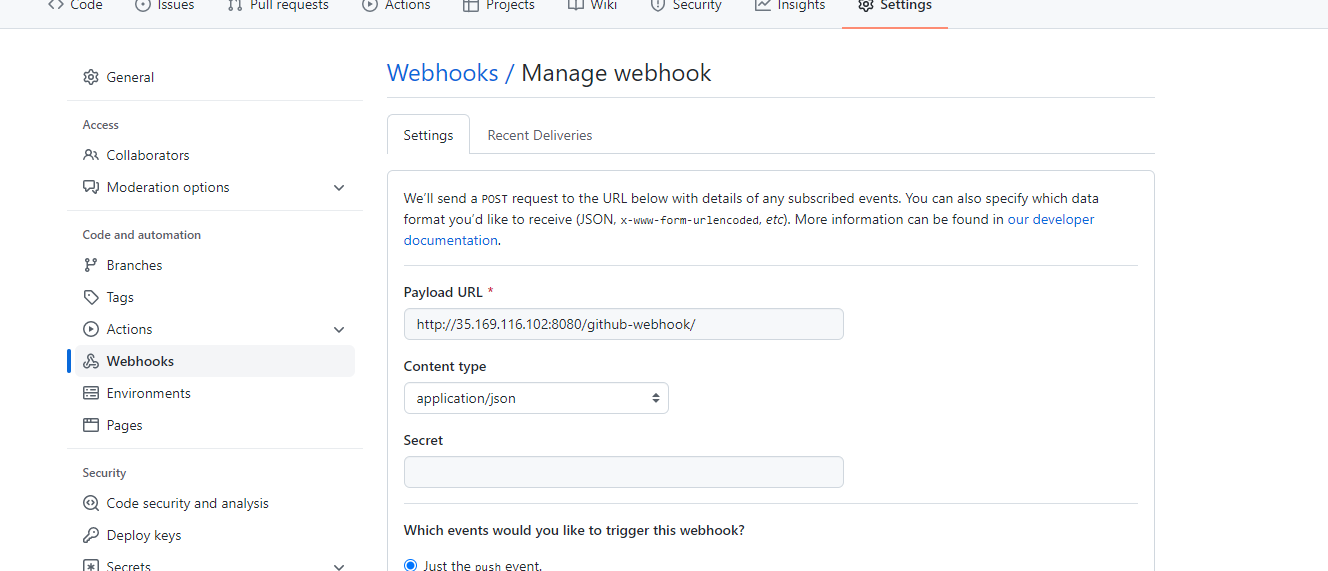 Code Issues Pull requests Actions Projects Wiki Security Insights Settings
General
Access
Collaborators
Moderation options
Code and automation
Branches
Tags
Actions
Webhooks
Environments
Pages
Security
Code security and analysis
Deploy keys
Secrets
Webhooks / Manage webhook
Settings Recent Deliveries
We'll send a POST request to the URL below with details of any subscribed events. You can also specify which data
format you'd like to receive (JSON, x-www-form-urlencoded, etc). More information can be found in our developer
documentation.
Payload URL *
http://35.169.116.102:8080/github-webhook/
Content type
application/json
Secret
Which events would you like to trigger this webhook?
Just the push event.